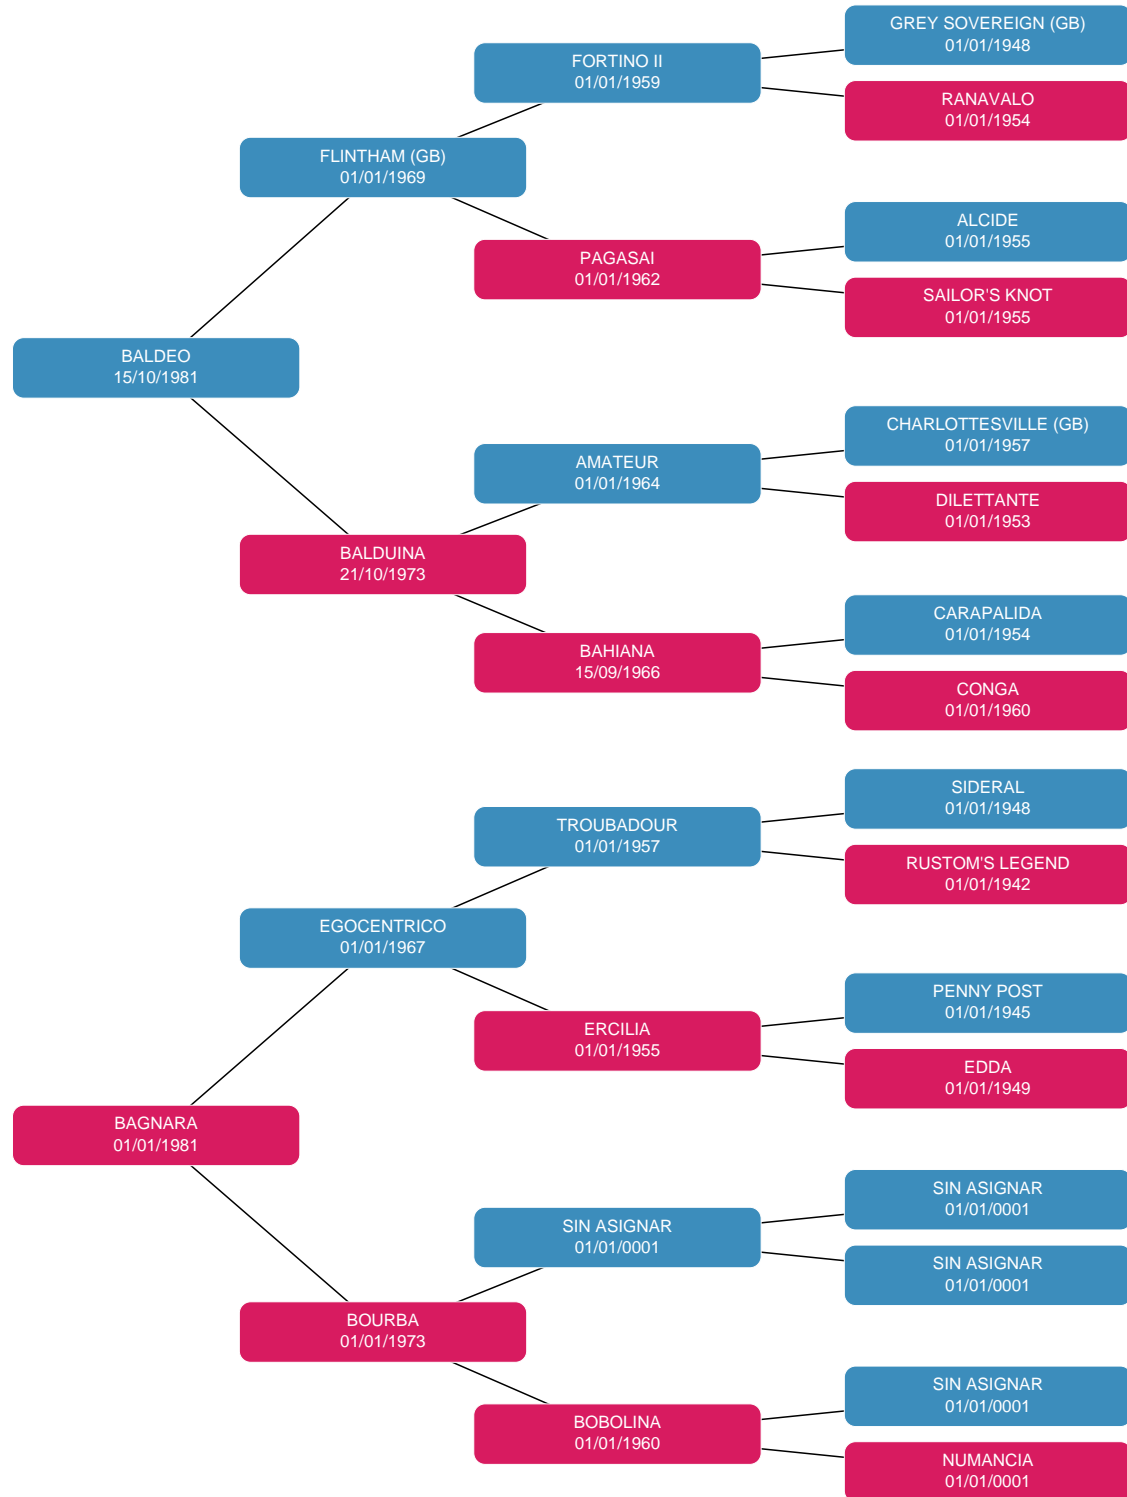 GREY SOVEREIGN (GB)
01/01/1948
FORTINO II
01/01/1959
RANAVALO
01/01/1954
FLINTHAM (GB)
01/01/1969
ALCIDE
01/01/1955
PAGASAI
01/01/1962
SAILOR'S KNOT
01/01/1955
BALDEO
15/10/1981
CHARLOTTESVILLE (GB)
01/01/1957
AMATEUR
01/01/1964
DILETTANTE
01/01/1953
BALDUINA
21/10/1973
CARAPALIDA
01/01/1954
BAHIANA
15/09/1966
CONGA
01/01/1960
SIDERAL
01/01/1948
TROUBADOUR
01/01/1957
RUSTOM'S LEGEND
01/01/1942
EGOCENTRICO
01/01/1967
PENNY POST
01/01/1945
ERCILIA
01/01/1955
EDDA
01/01/1949
BAGNARA
01/01/1981
SIN ASIGNAR
01/01/0001
SIN ASIGNAR
01/01/0001
SIN ASIGNAR
01/01/0001
BOURBA
01/01/1973
SIN ASIGNAR
01/01/0001
BOBOLINA
01/01/1960
NUMANCIA
01/01/0001